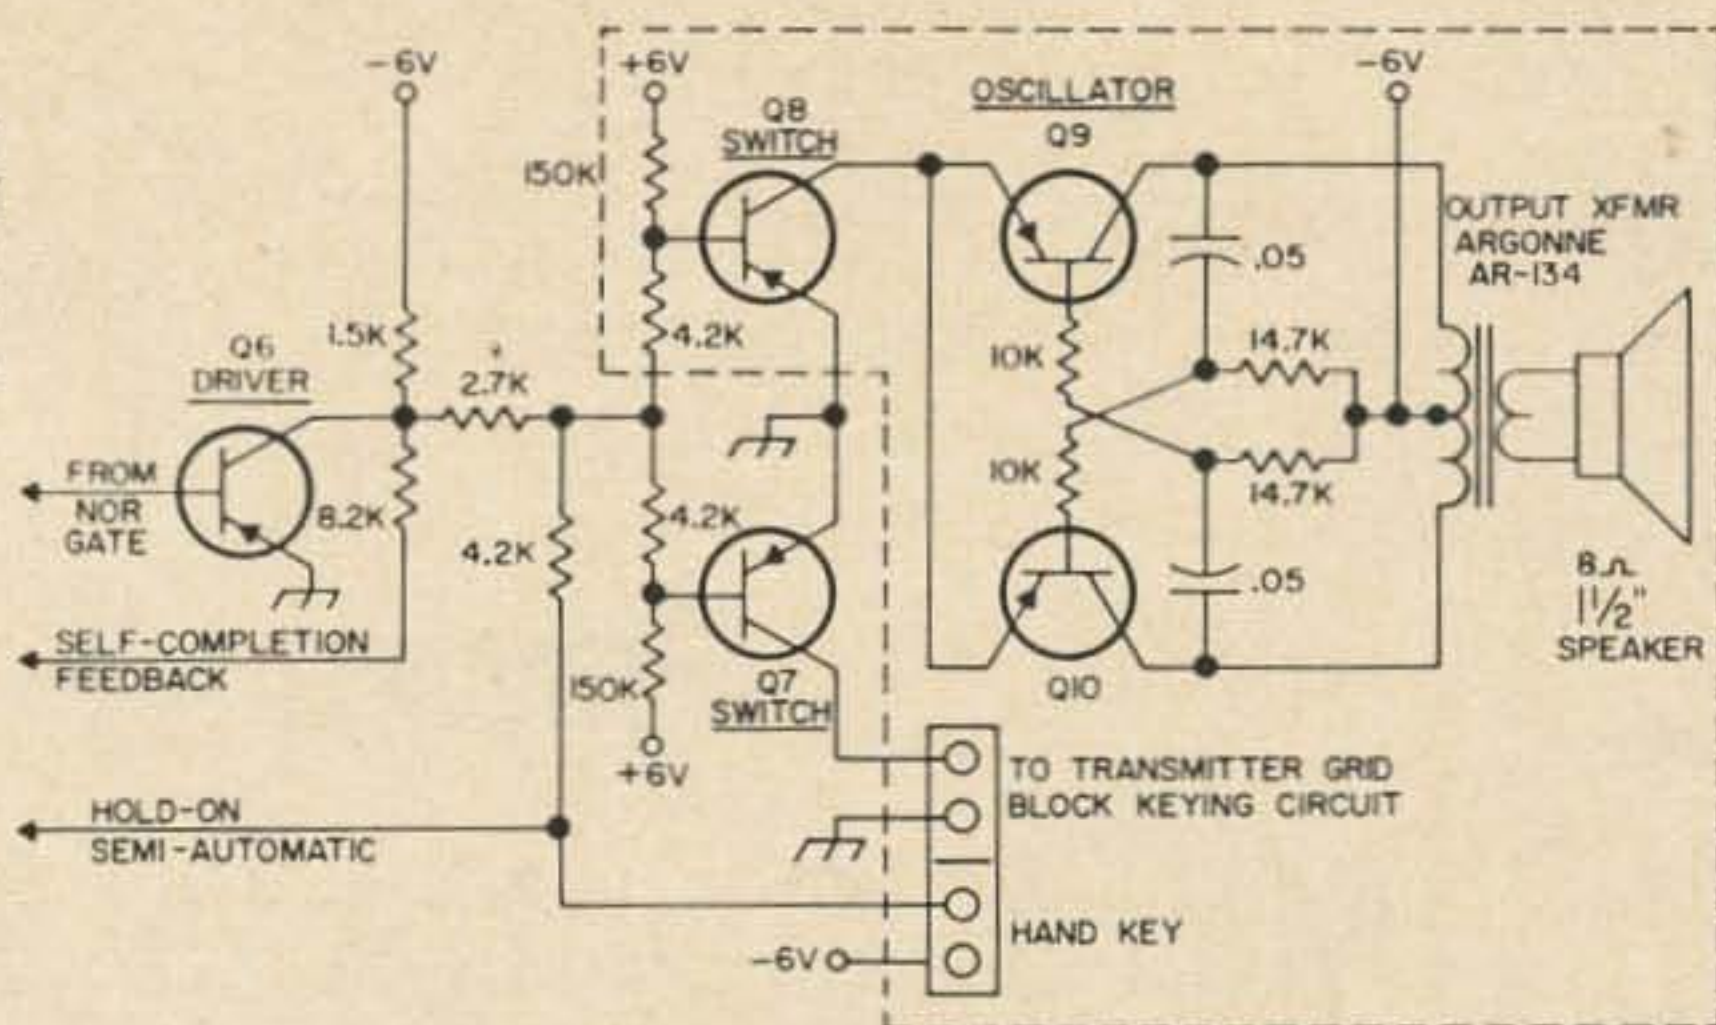 -6V
+6V
-6V
Q8
SWITCH
OSCILLATOR
Q9
150K
OUTPUT XFMR
ARGONNE
AR-134
.05
1.5K
4.2K
10K
14.7K
Q6
DRIVER
2.7K
FROM
NOR
GATE
8.2K
4.2K
4.2K
10K
14.7K
.05
8Ω
1 1/2"
SPEAKER
SELF-COMPLETION
FEEDBACK
150K
Q7
SWITCH
Q10
+6V
TO TRANSMITTER GRID
BLOCK KEYING CIRCUIT
HOLD-ON
SEMI-AUTOMATIC
HAND KEY
-6V